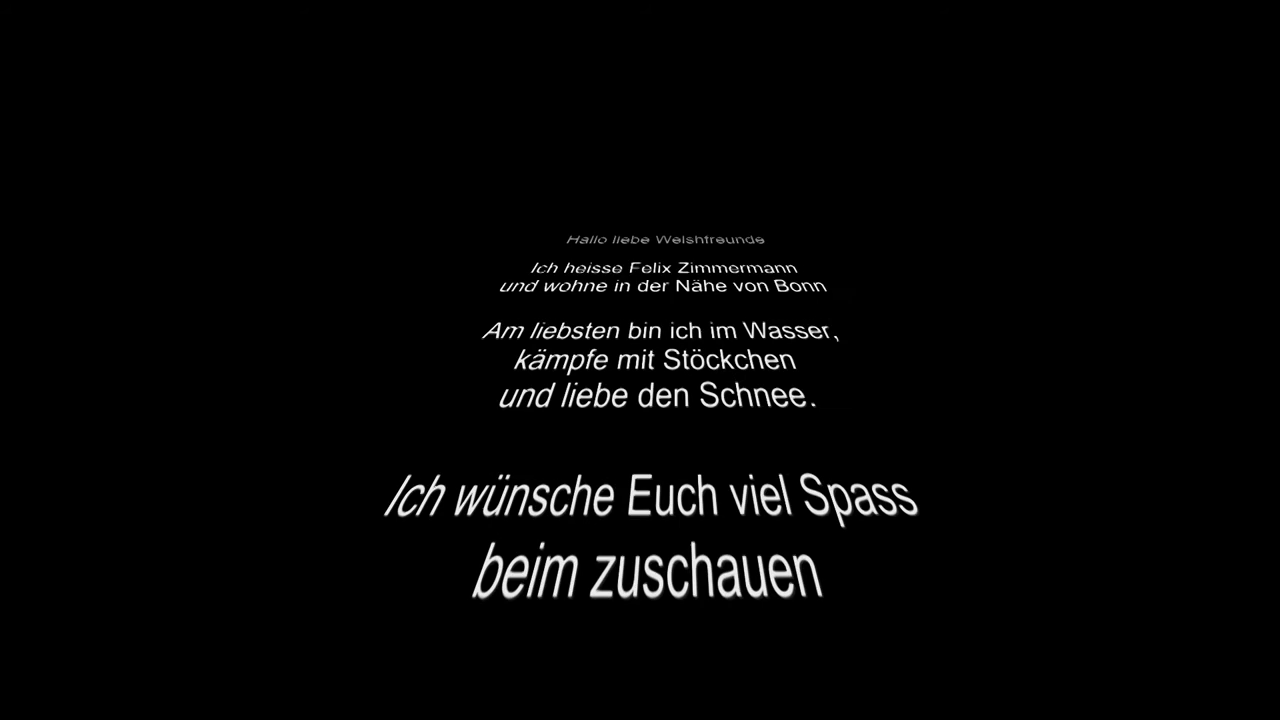 Hallo liebe Welshfreunde
Ich heisse Felix Zimmermann
und wohne in der Nähe von Bonn
Am liebsten bin ich im Wasser,
kämpfe mit Stöckchen
und liebe den Schnee.
Ich wünsche Euch viel Spass
beim zuschauen